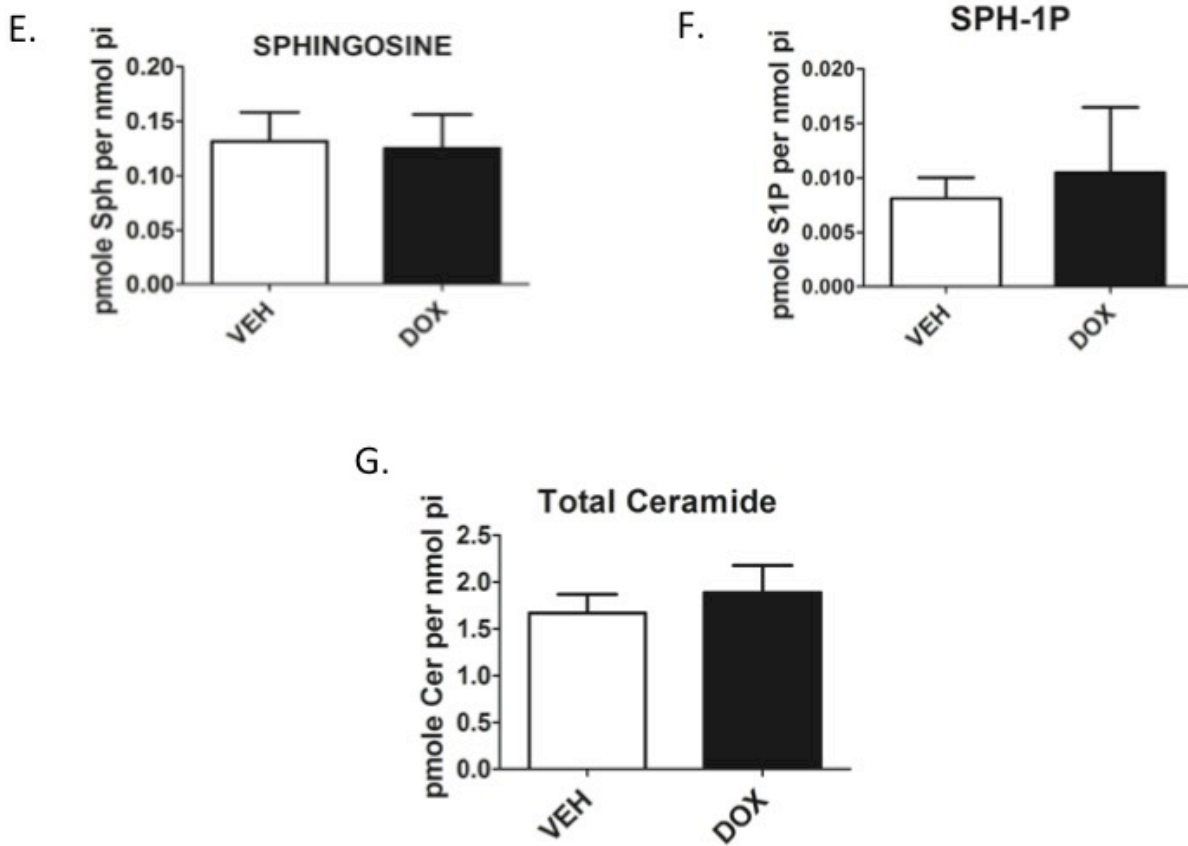 E.
SPHINGOSINE
pmole Sph per nmol pi
0.20
0.15
0.10
0.05
0.00
VEH
DOX
F.
SPH-1P
pmole S1P per nmol pi
0.020
0.015
0.010
0.005
0.000
VEH
DOX
G.
Total Ceramide
pmole Cer per nmol pi
2.5
2.0
1.5
1.0
0.5
0.0
VEH
DOX